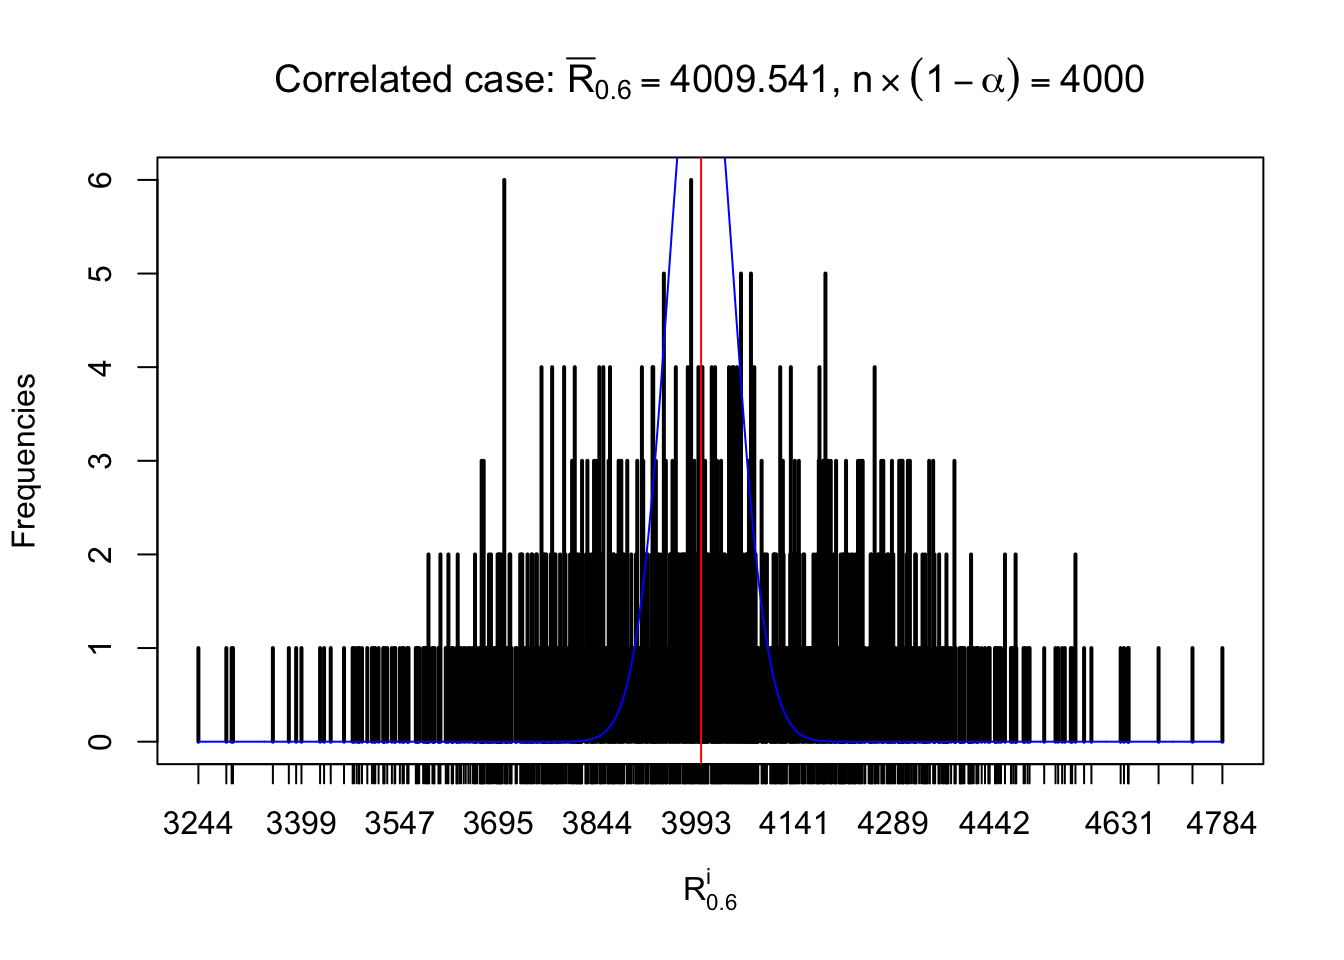 Correlated case: R̅0.6 = 4009.541, n × (1 − α) = 4000
6
5
4
3
2
1
0
Frequencies
3244 3399 3547 3695 3844 3993 4141 4289 4442 4631 4784
R^i_0.6